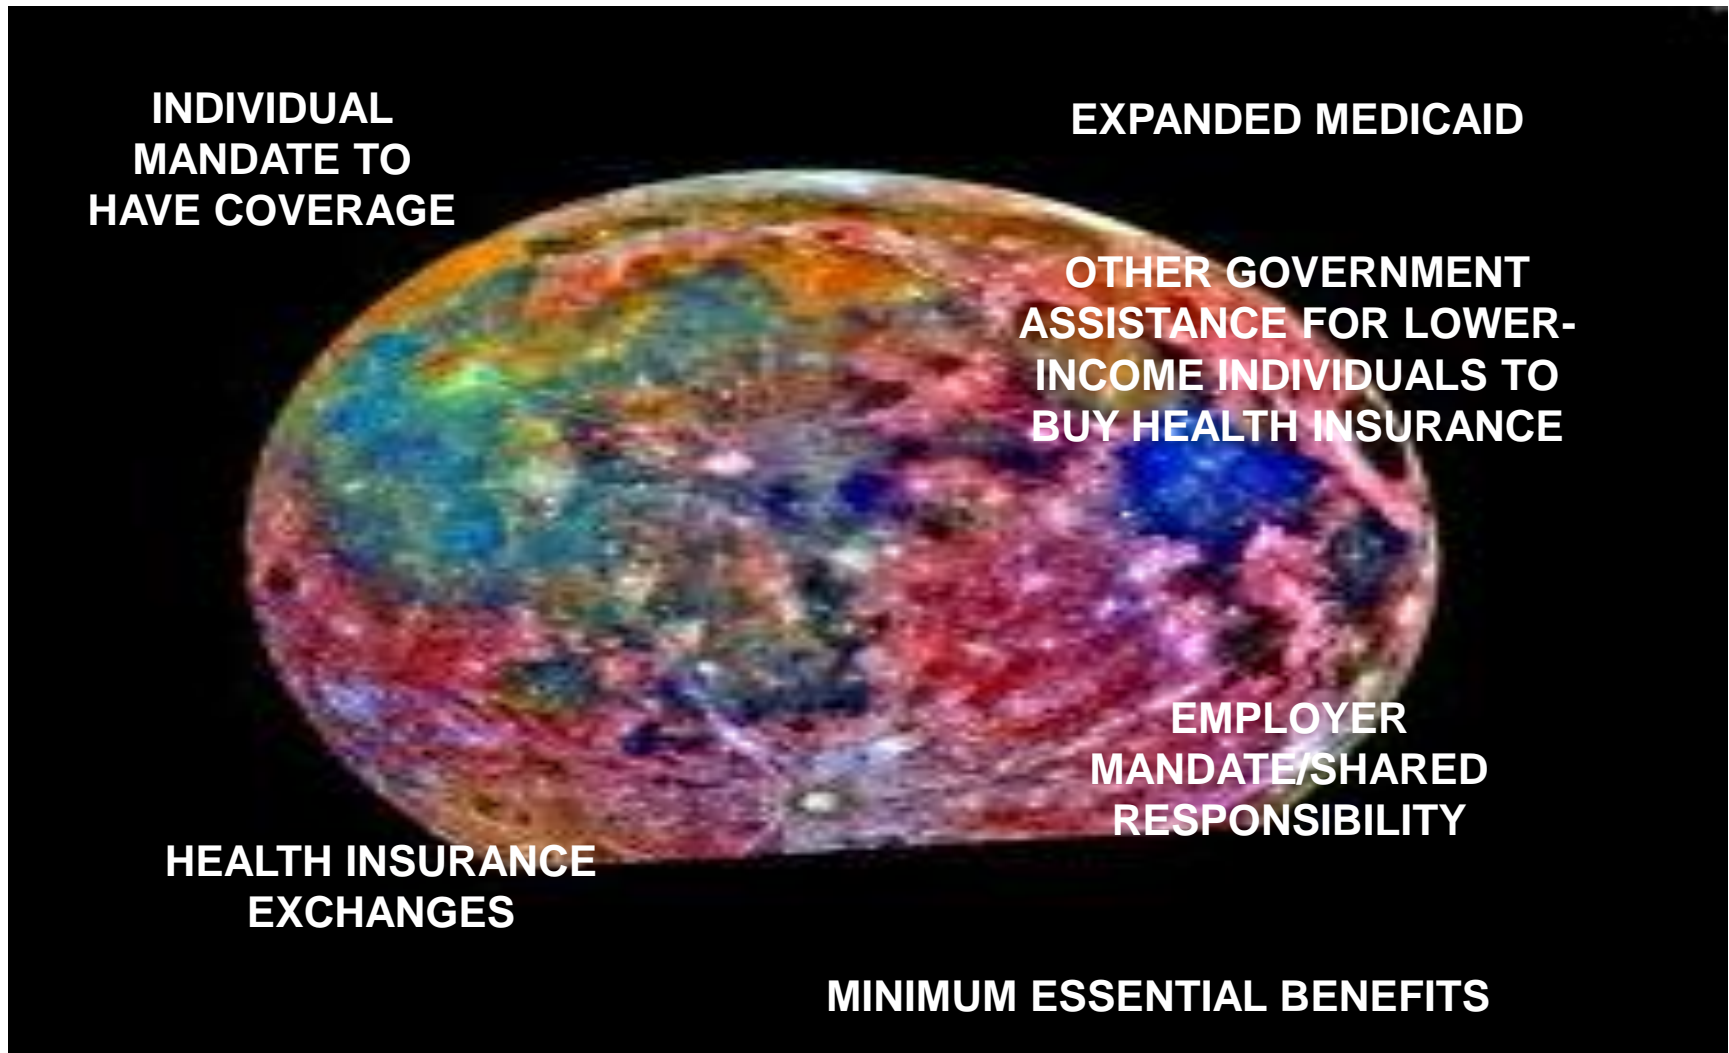 INDIVIDUAL
MANDATE TO
HAVE COVERAGE
EXPANDED MEDICAID
OTHER GOVERNMENT
ASSISTANCE FOR LOWER-
INCOME INDIVIDUALS TO
BUY HEALTH INSURANCE
EMPLOYER
MANDATE/SHARED
RESPONSIBILITY
HEALTH INSURANCE
EXCHANGES
MINIMUM ESSENTIAL BENEFITS